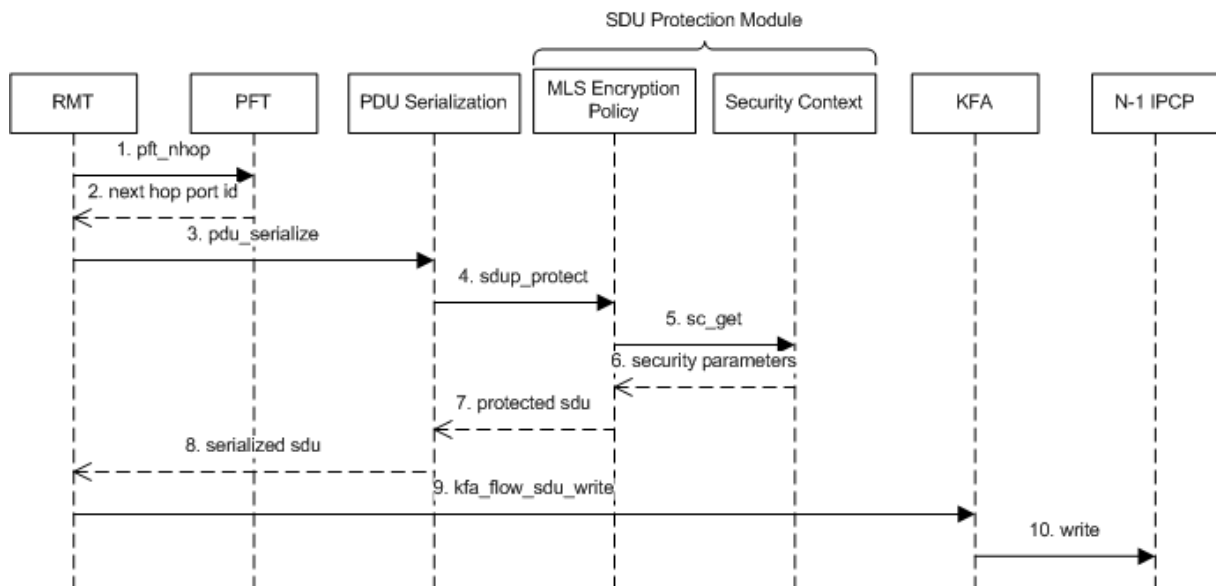 SDU Protection Module
RMT
PFT
PDU Serialization
MLS Encryption
Policy
Security Context
KFA
N-1 IPCP
1. pft_nhop
2. next hop port id
3. pdu_serialize
4. sdup_protect
5. sc_get
6. security parameters
7. protected sdu
8. serialized sdu
9. kfa_flow_sdu_write
10. write